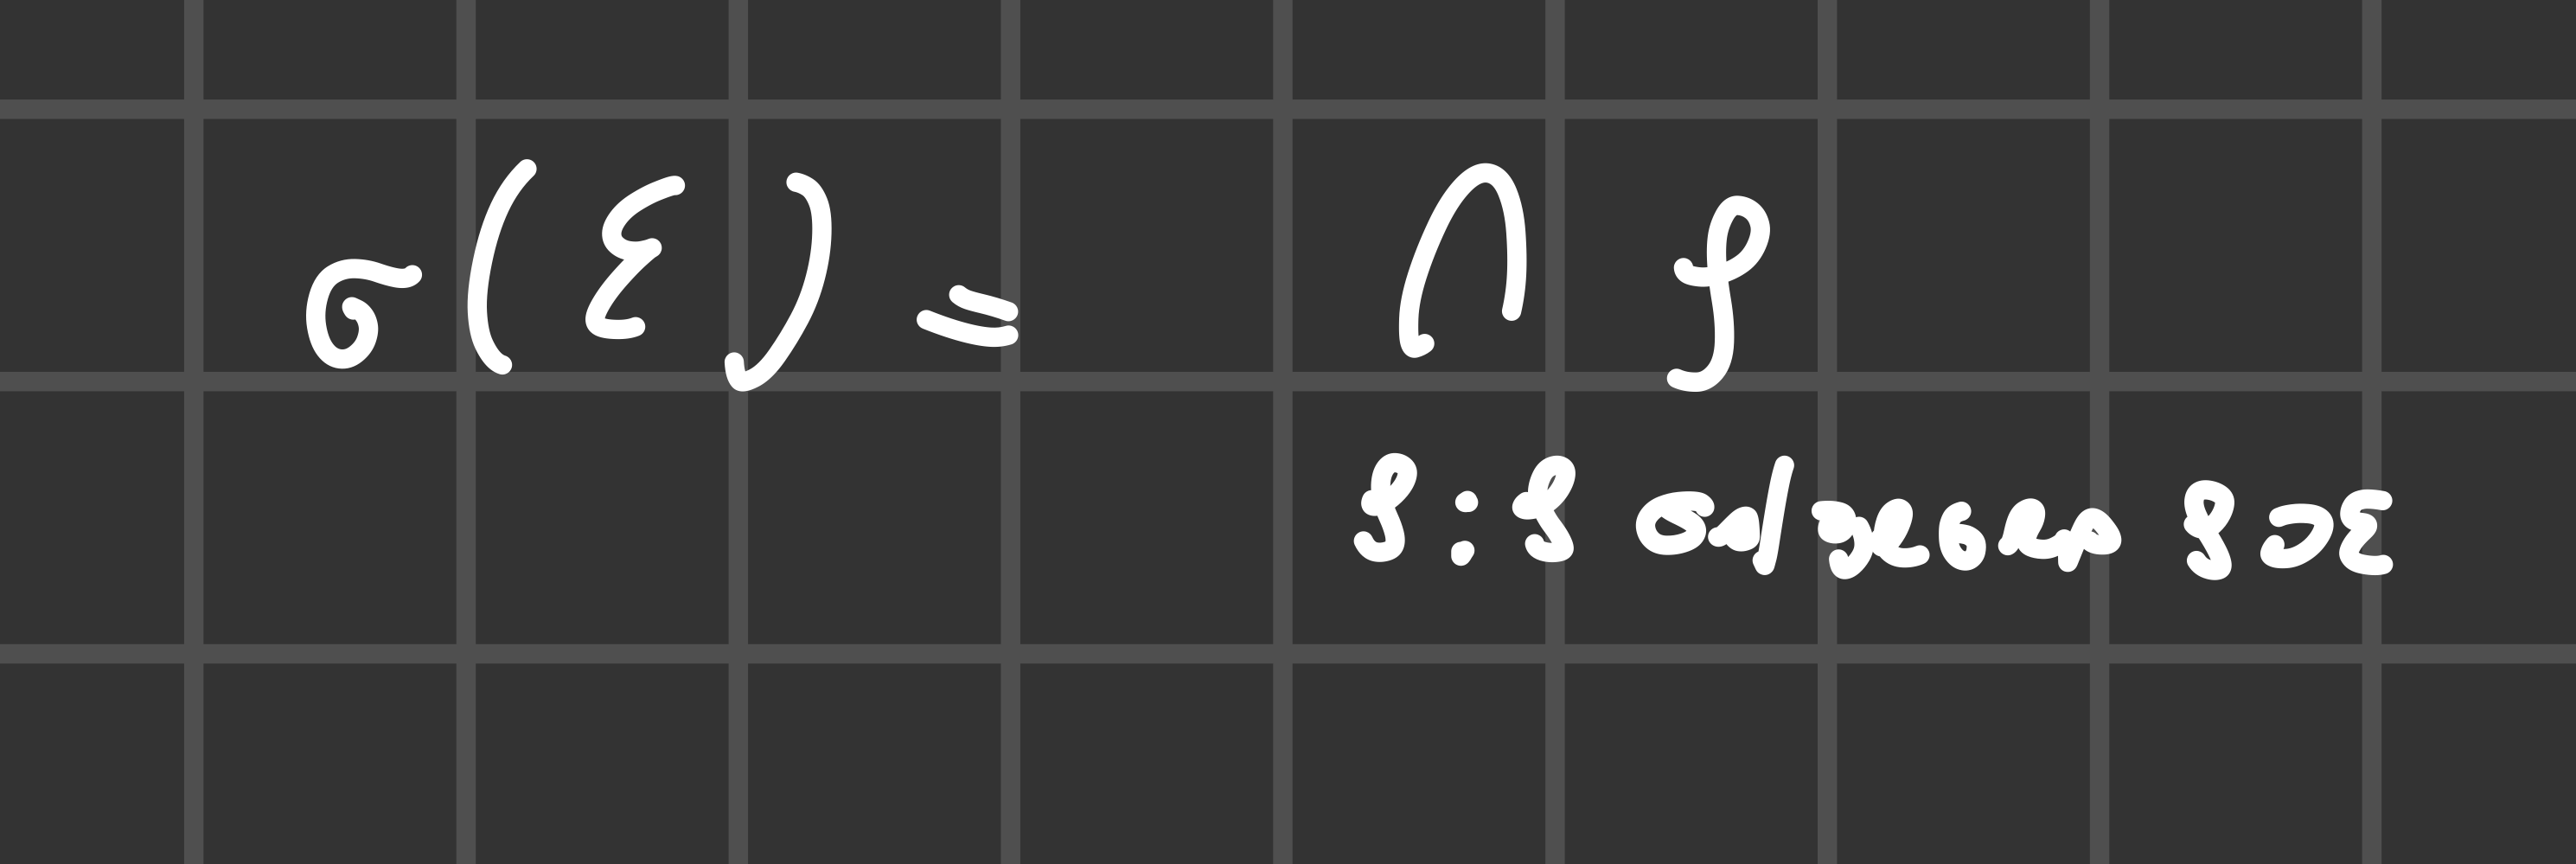 σ(Ɛ) = ∩ 𝒮
𝒮 : 𝒮 σ-algebra 𝒮 ⊃ Ɛ